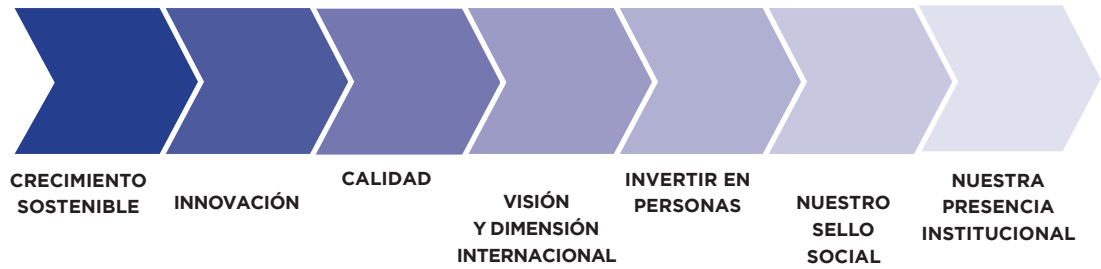 CRECIMIENTO
SOSTENIBLE
INNOVACIÓN
CALIDAD
VISIÓN
Y DIMENSIÓN
INTERNACIONAL
INVERTIR EN
PERSONAS
NUESTRO
SELLO
SOCIAL
NUESTRA
PRESENCIA
INSTITUCIONAL